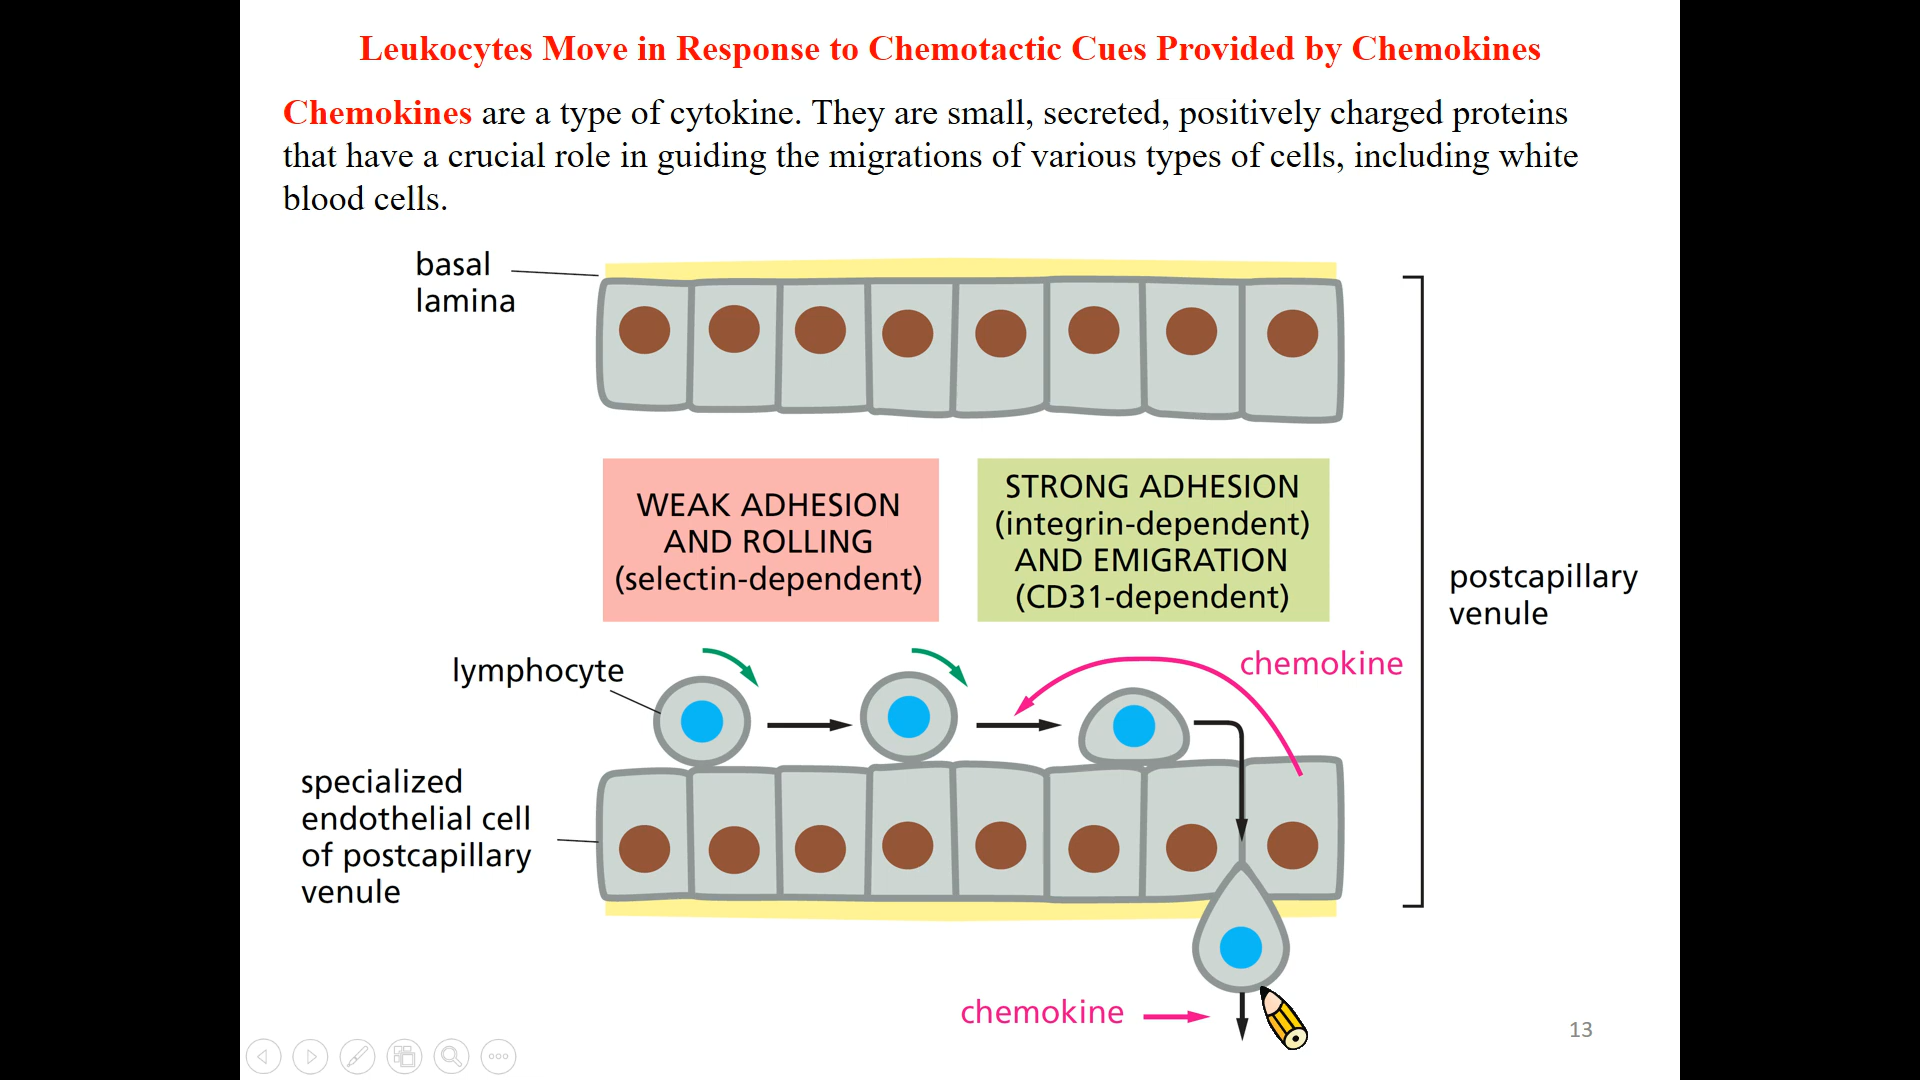 Leukocytes Move in Response to Chemotactic Cues Provided by Chemokines
Chemokines are a type of cytokine. They are small, secreted, positively charged proteins
that have a crucial role in guiding the migrations of various types of cells, including white
blood cells.
basal
lamina
WEAK ADHESION
AND ROLLING
(selectin-dependent)
STRONG ADHESION
(integrin-dependent)
AND EMIGRATION
(CD31-dependent)
postcapillary
venule
lymphocyte
chemokine
specialized
endothelial cell
of postcapillary
venule
chemokine
13